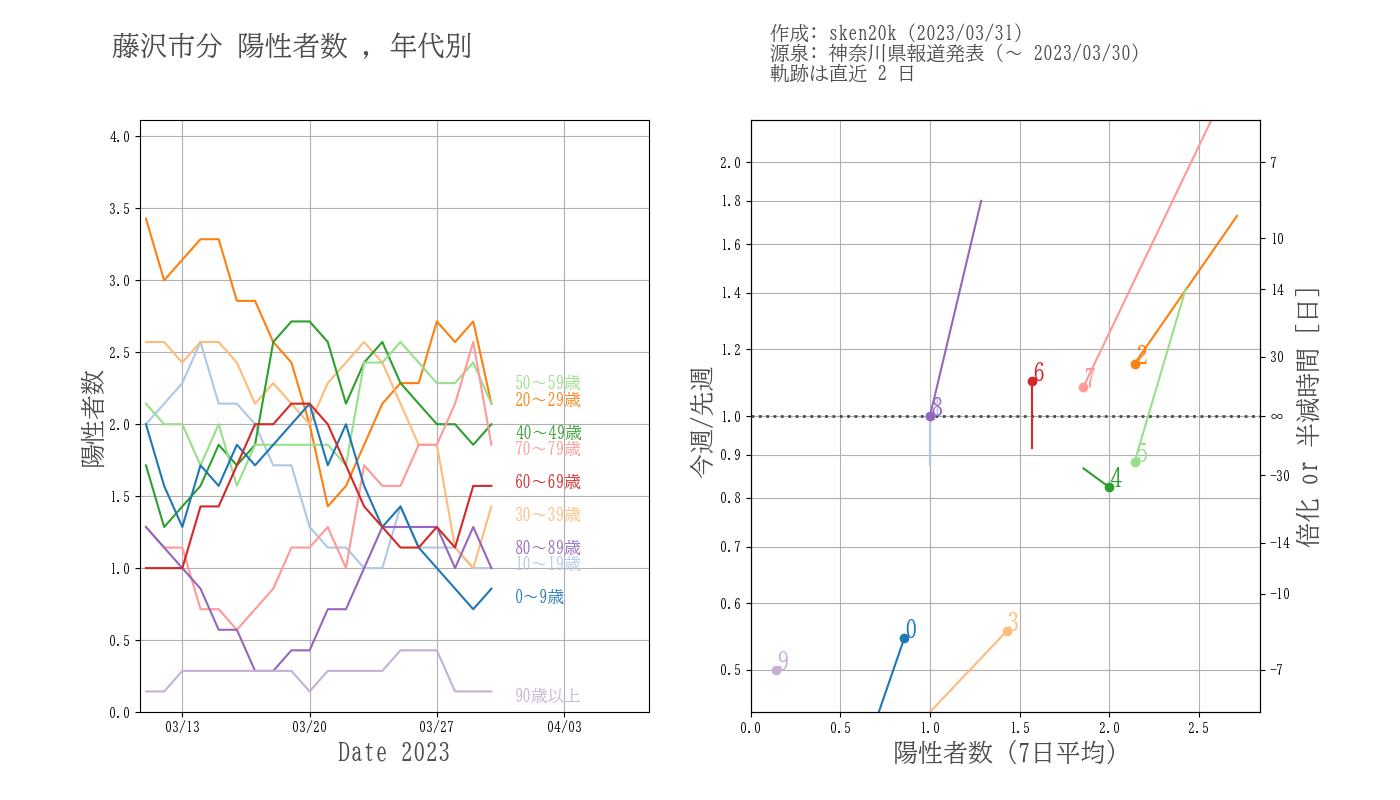 藤沢市分 陽性者数 , 年代別
作成: sken20k (2023/03/31)
源泉: 神奈川県報道発表 (〜 2023/03/30)
軌跡は直近 2 日
4.0
3.5
3.0
2.5
2.0
1.5
1.0
0.5
0.0
陽性者数
50〜59歳
20〜29歳
40〜49歳
70〜79歳
60〜69歳
30〜39歳
80〜89歳
10〜19歳
0〜9歳
90歳以上
03/13
03/20
03/27
04/03
Date 2023
2.0
1.8
1.6
1.4
1.2
1.0
0.9
0.8
0.7
0.6
0.5
今週/先週
2
6
7
8
5
4
3
0
9
0.0
0.5
1.0
1.5
2.0
2.5
陽性者数 (7日平均)
7
10
14
30
∞
−30
−14
−10
−7
倍化 or 半減時間 [日]